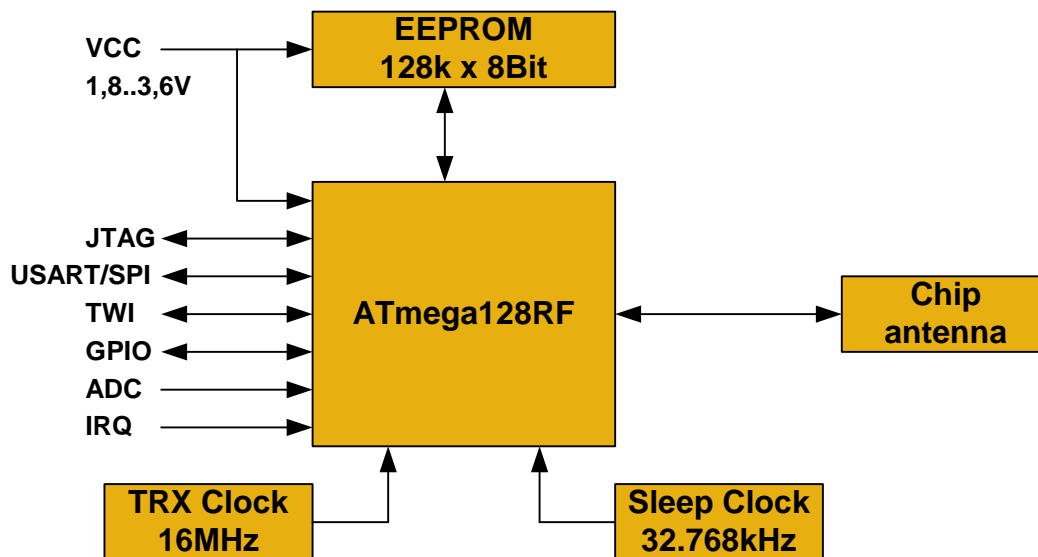 VCC
1,8..3,6V
EEPROM
128k x 8Bit
JTAG
USART/SPI
TWI
GPIO
ADC
IRQ
ATmega128RF
Chip
antenna
TRX Clock
16MHz
Sleep Clock
32.768kHz